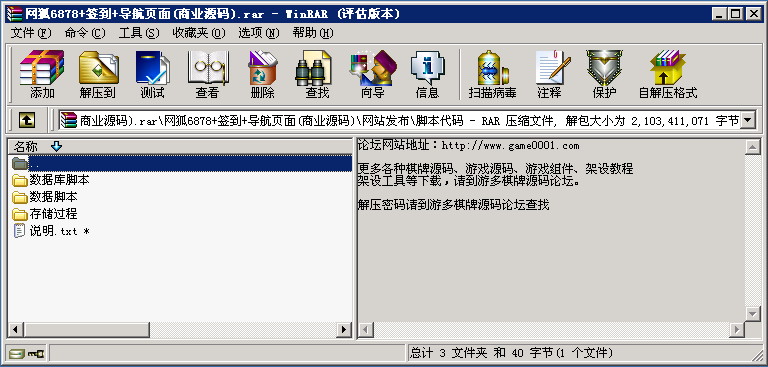 网狐6878+签到+导航页面(商业源码).rar - WinRAR (评估版本)
文件(F) 命令(C) 工具(S) 收藏夹(O) 选项(N) 帮助(H)
添加 解压到 测试 查看 删除 查找 向导 信息 扫描病毒 注释 保护 自解压格式
商业源码).rar\网狐6878+签到+导航页面(商业源码)\网站发布\脚本代码 - RAR 压缩文件, 解包大小为 2,103,411,071 字节
名称
..
数据库脚本
数据脚本
存储过程
说明.txt *
论坛网站地址：http://www.game0001.com
更多各种棋牌源码、游戏源码、游戏组件、架设教程
架设工具等下载，请到游多棋牌源码论坛。
解压密码请到游多棋牌源码论坛查找
总计 3 文件夹 和 40 字节(1 个文件)